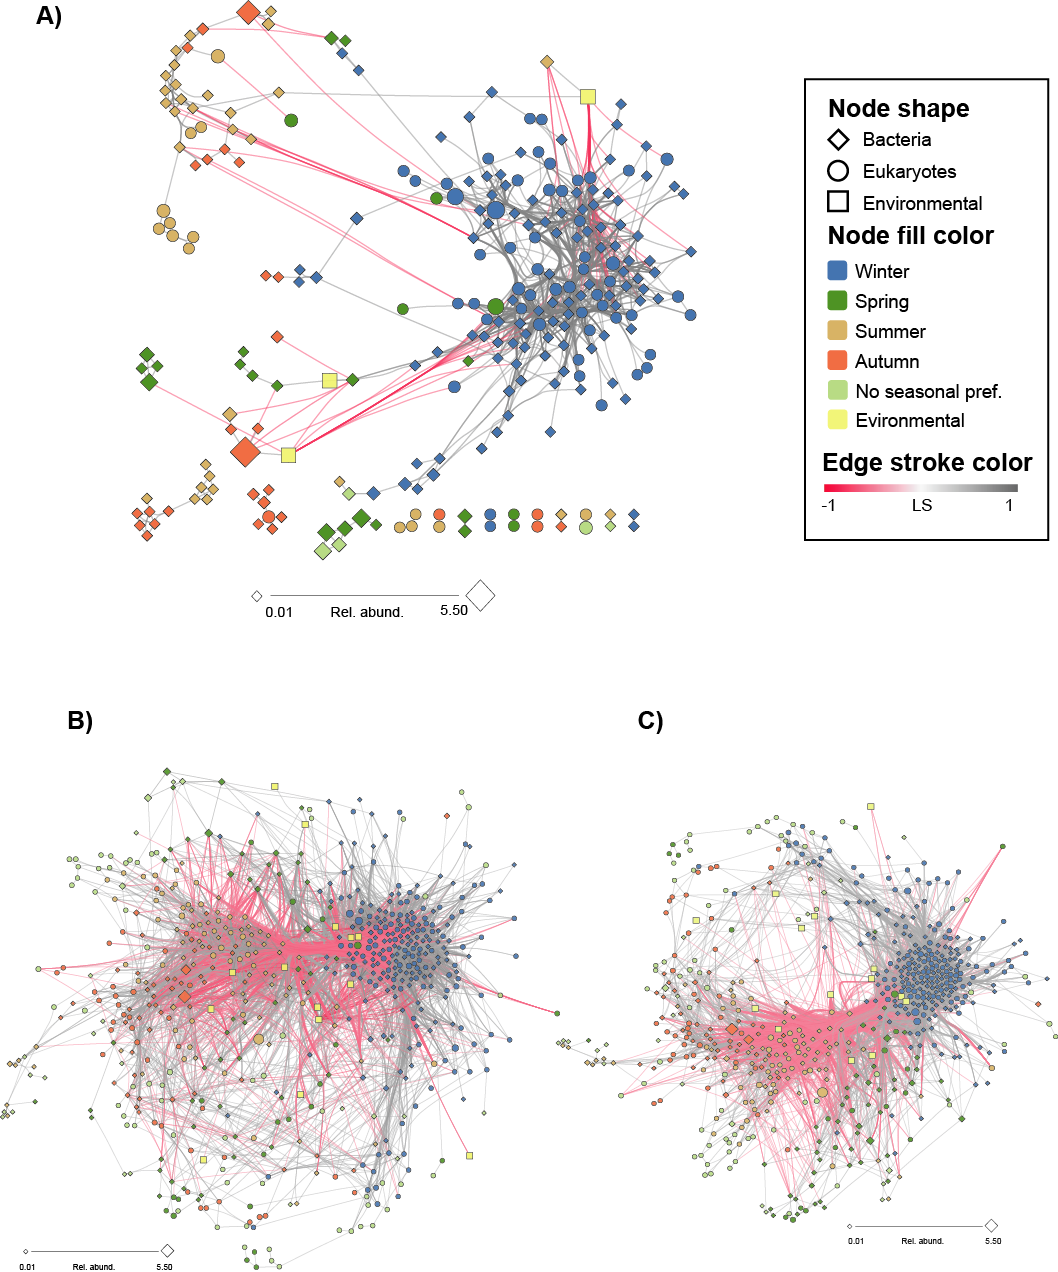 A)
Node shape
Bacteria
Eukaryotes
Environmental
Node fill color
Winter
Spring
Summer
Autumn
No seasonal pref.
Evironmental
Edge stroke color
-1 LS 1
0.01 Rel. abund. 5.50
B) C)
0.01 Rel. abund. 5.50
0.01 Rel. abund. 5.50